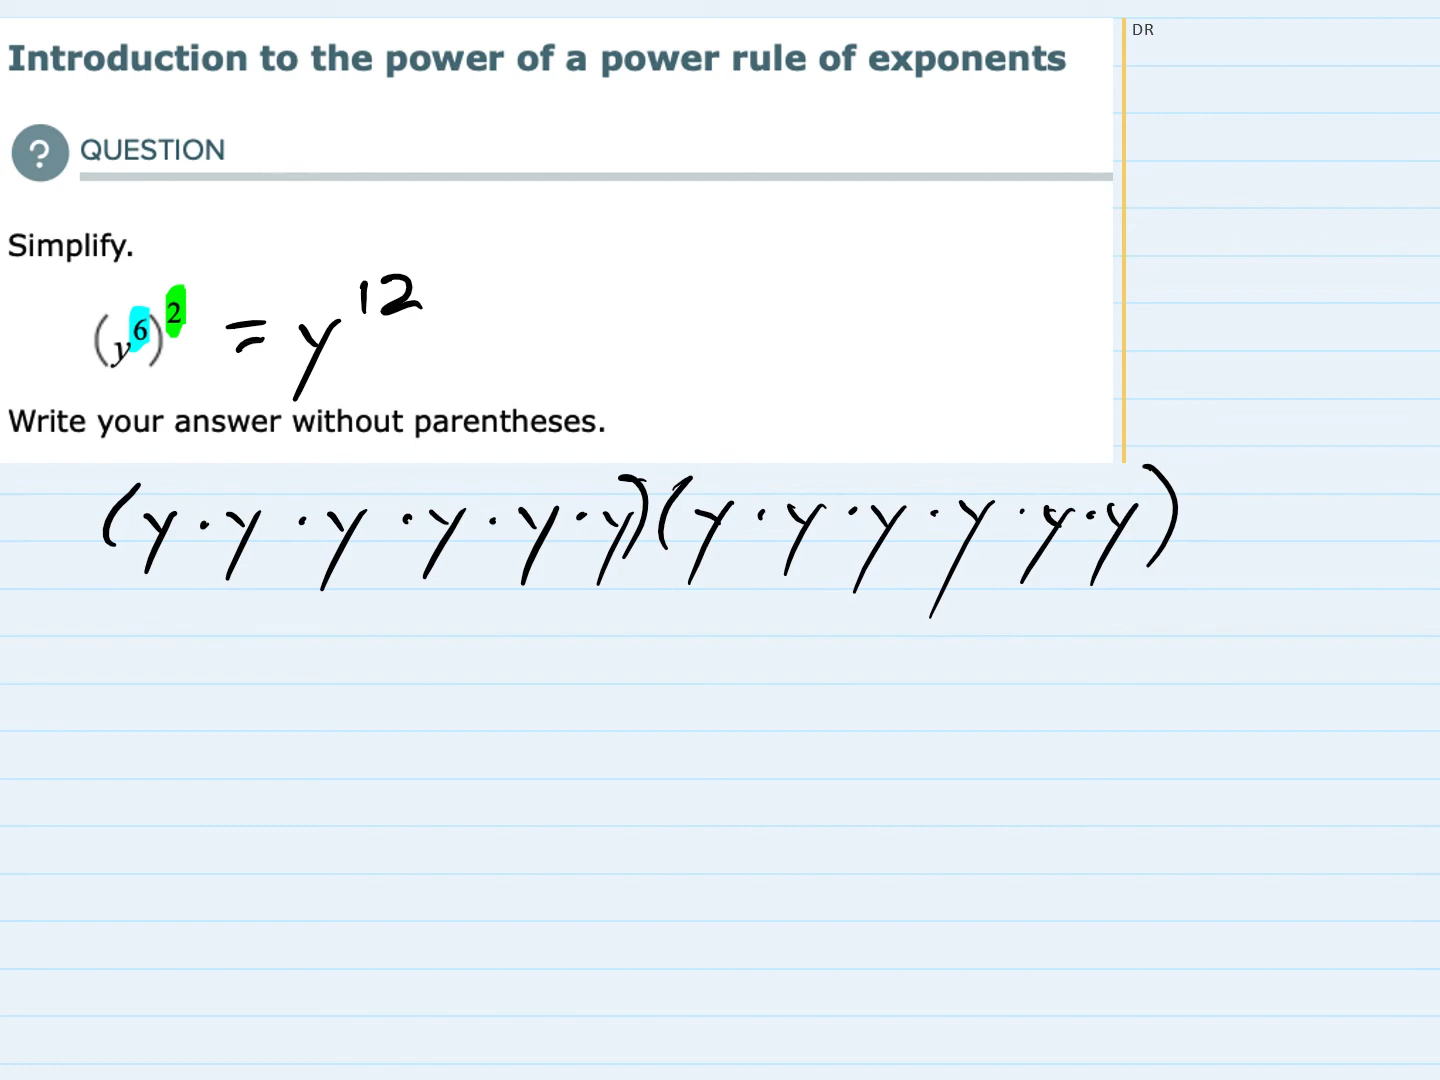 DR
Introduction to the power of a power rule of exponents
? QUESTION
Simplify.
(y⁶)² = y¹²
Write your answer without parentheses.
(y · y · y · y · y · y)(y · y · y · y · y · y)